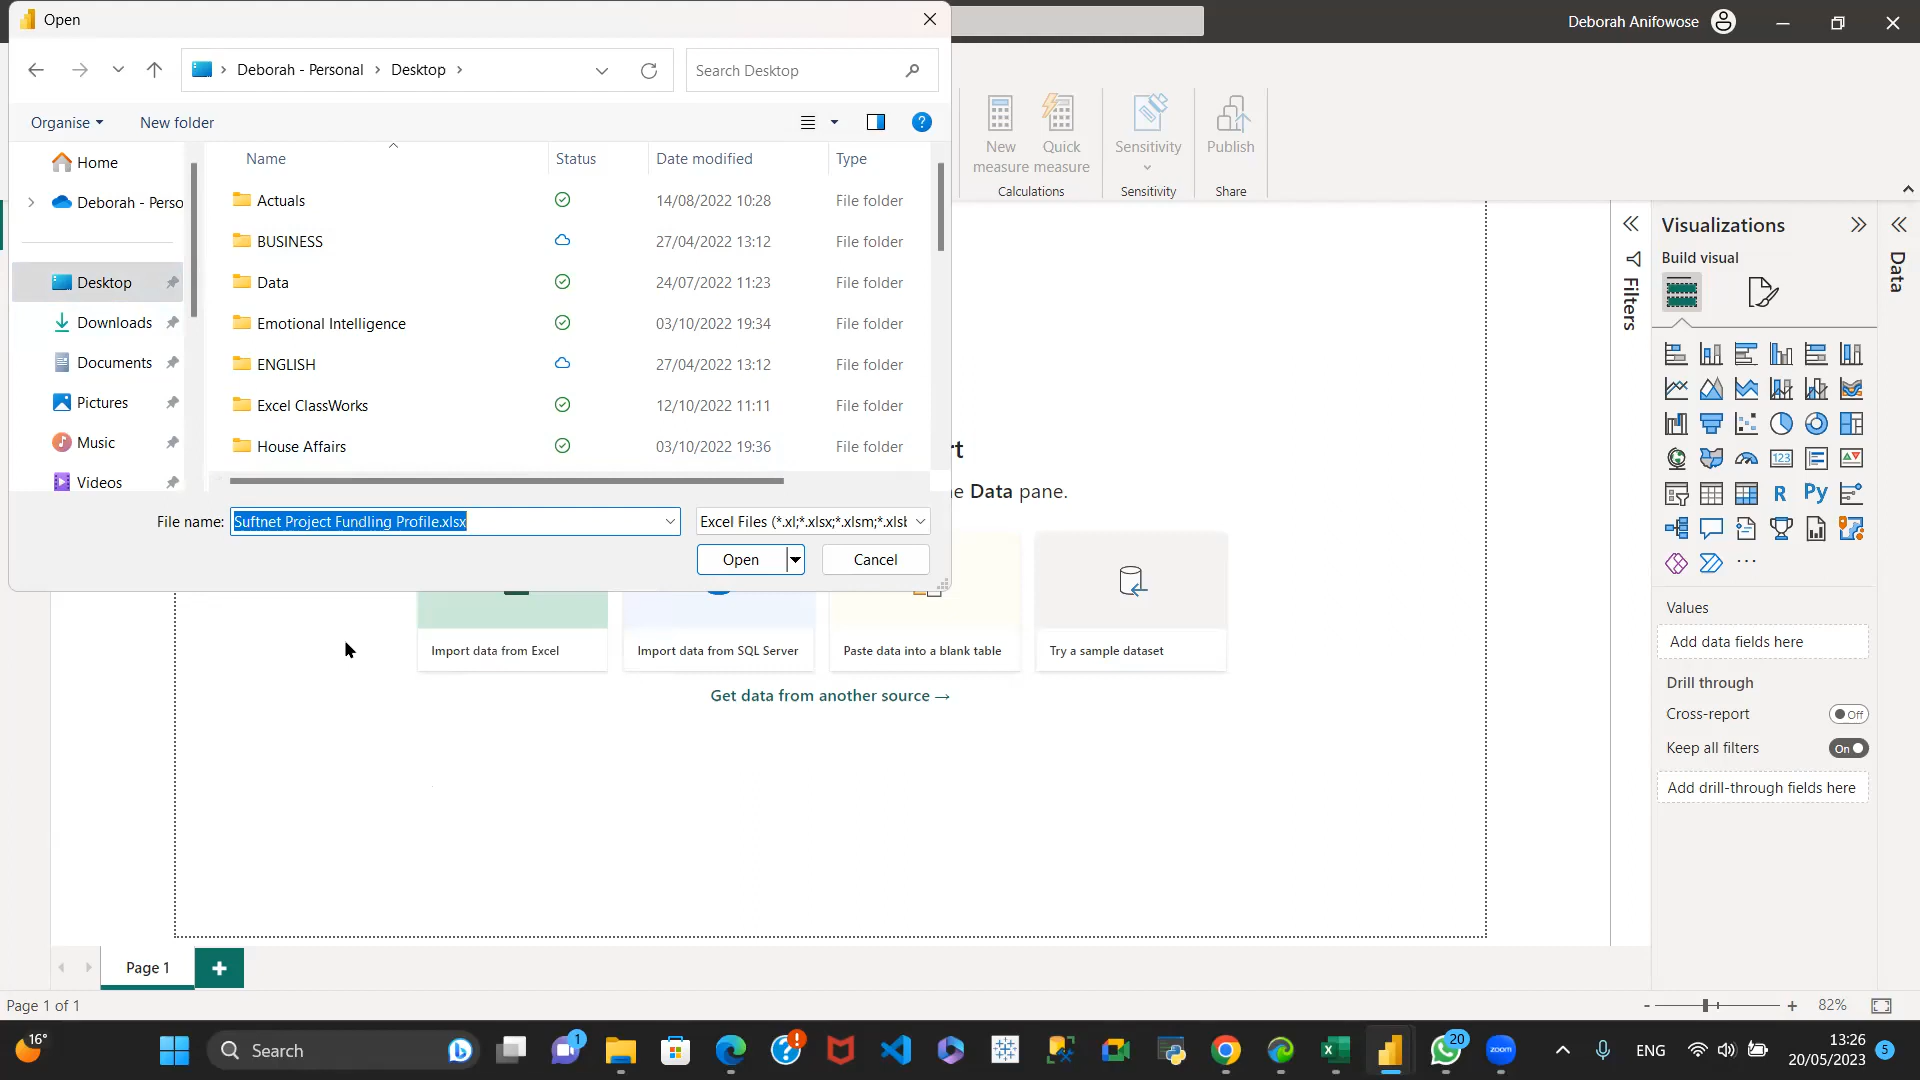 Open
Deborah Anifowose
Deborah - Personal > Desktop >
Search Desktop
Organise
New folder
Name
Status
Date modified
Type
Home
Deborah - Perso
Desktop
Downloads
Documents
Pictures
Music
Videos
Actuals
14/08/2022 10:28
File folder
BUSINESS
27/04/2022 13:12
File folder
Data
24/07/2022 11:23
File folder
Emotional Intelligence
03/10/2022 19:34
File folder
ENGLISH
27/04/2022 13:12
File folder
Excel ClassWorks
12/10/2022 11:11
File folder
House Affairs
03/10/2022 19:36
File folder
File name:
Suftnet Project Fundling Profile.xlsx
Excel Files (*.xl;*.xlsx;*.xlsm;*.xlsb
Open
Cancel
New
measure
Quick
measure
Calculations
Sensitivity
Sensitivity
Publish
Share
rt
e Data pane.
Import data from Excel
Import data from SQL Server
Paste data into a blank table
Try a sample dataset
Get data from another source →
Filters
Visualizations
Data
Build visual
123
R
Py
...
Values
Add data fields here
Drill through
Cross-report
Off
Keep all filters
On
Add drill-through fields here
Page 1
Page 1 of 1
82%
16°
Search
1
20
zoom
ENG
13:26
20/05/2023
5